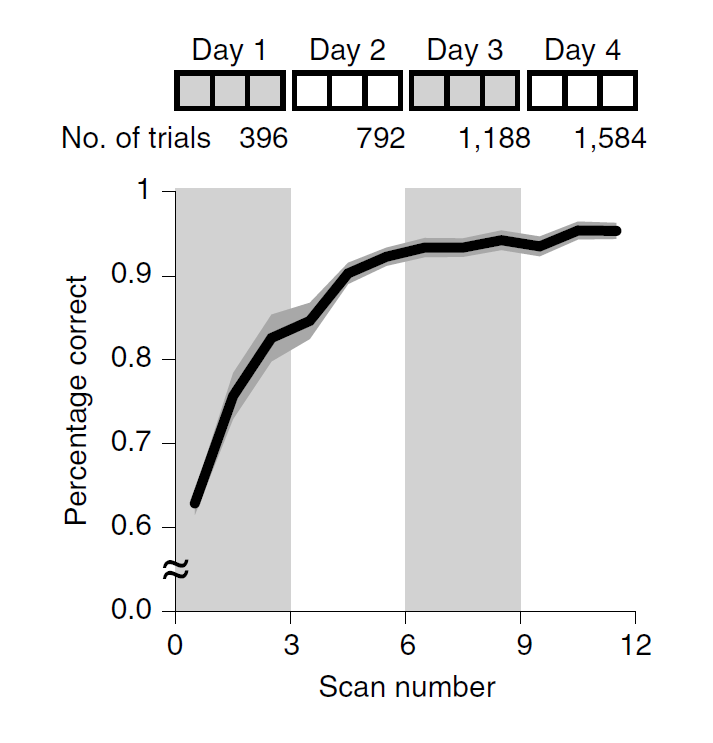 Day 1 Day 2 Day 3 Day 4
No. of trials 396 792 1,188 1,584
1
0.9
0.8
0.7
0.6
0.0
Percentage correct
0 3 6 9 12
Scan number